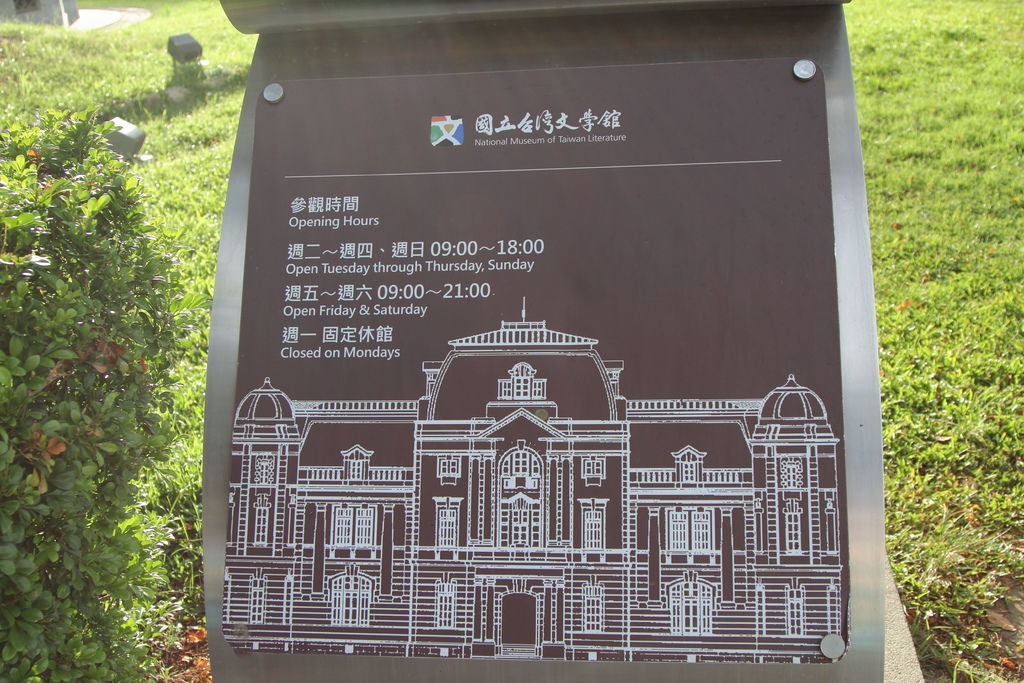 國立台灣文學館
National Museum of Taiwan Literature
參觀時間
Opening Hours
週二～週四、週日 09:00～18:00
Open Tuesday through Thursday, Sunday
週五～週六 09:00～21:00
Open Friday & Saturday
週一 固定休館
Closed on Mondays